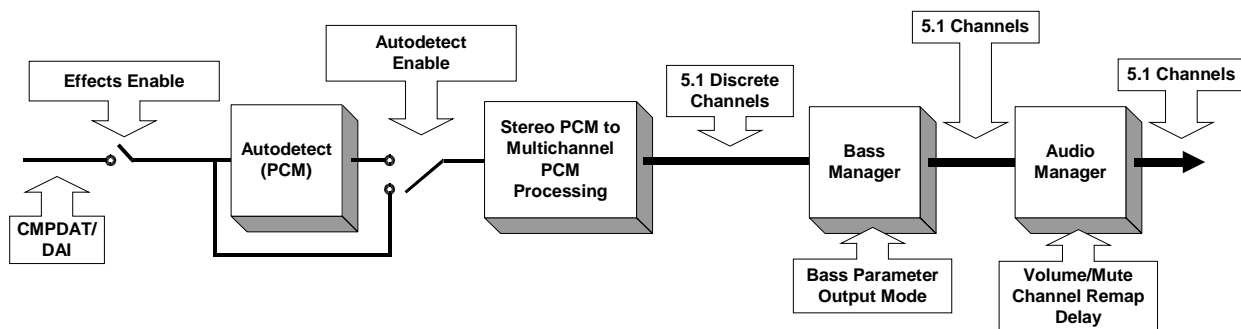 Effects Enable
Autodetect
Enable
5.1 Discrete
Channels
5.1 Channels
5.1 Channels
Autodetect
(PCM)
Stereo PCM to
Multichannel
PCM
Processing
Bass
Manager
Audio
Manager
CMPDAT/
DAI
Bass Parameter
Output Mode
Volume/Mute
Channel Remap
Delay